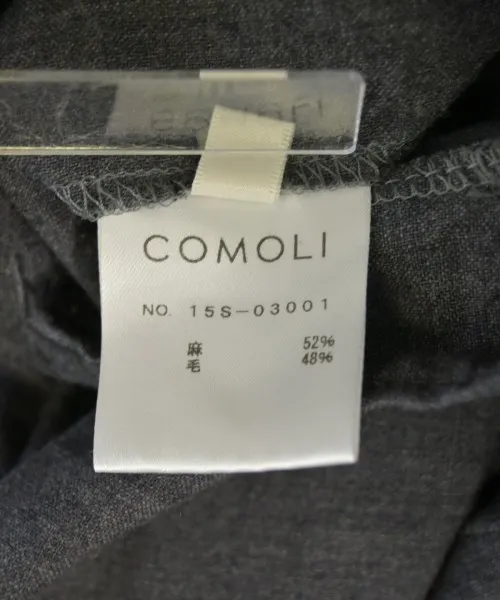 COMOLI
NO. 15S-03001
麻 52%
毛 48%